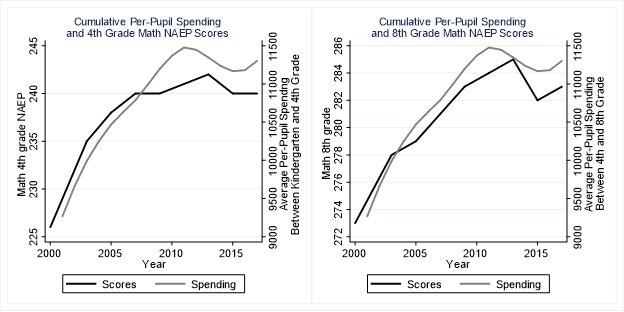 Cumulative Per-Pupil Spending
and 4th Grade Math NAEP Scores
Math 4th grade NAEP
245
240
235
230
225
2000
2005
2010
2015
Year
11500
11000
10500
10000
9500
9000
Average Per-Pupil Spendng
Between Kindergarten and 4th Grade
Scores
Spending
Cumulative Per-Pupil Spending
and 8th Grade Math NAEP Scores
Math 8th grade
286
284
282
280
278
276
274
272
2000
2005
2010
2015
Year
11500
11000
10500
10000
9500
9000
Average Per-Pupil Spendng
Between 4th and 8th Grade
Scores
Spending